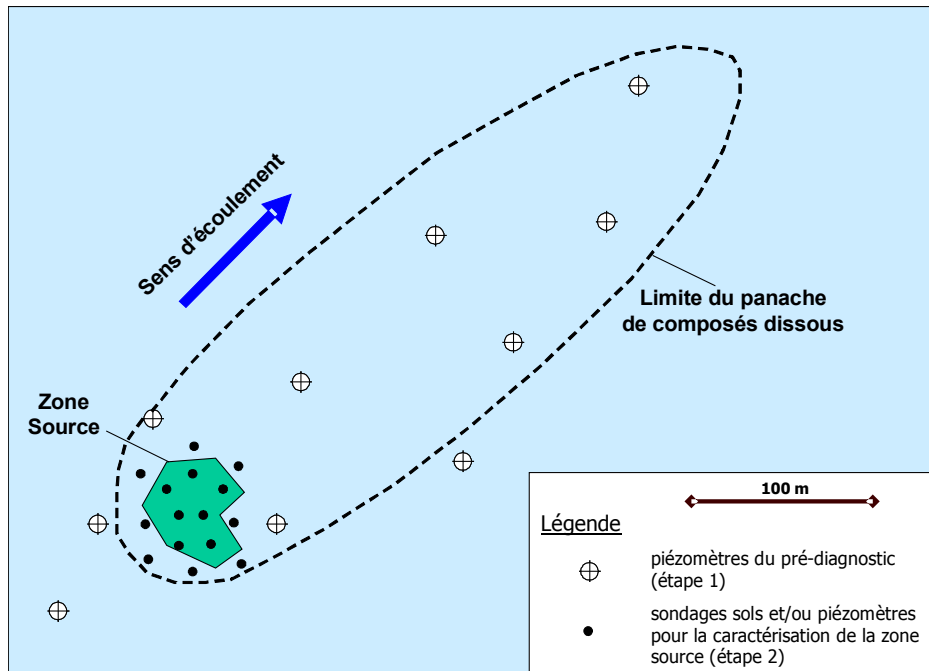 Sens d'écoulement
Limite du panache
de composés dissous
Zone
Source
100 m
Légende
piézomètres du pré-diagnostic
(étape 1)
sondages sols et/ou piézomètres
pour la caractérisation de la zone
source (étape 2)